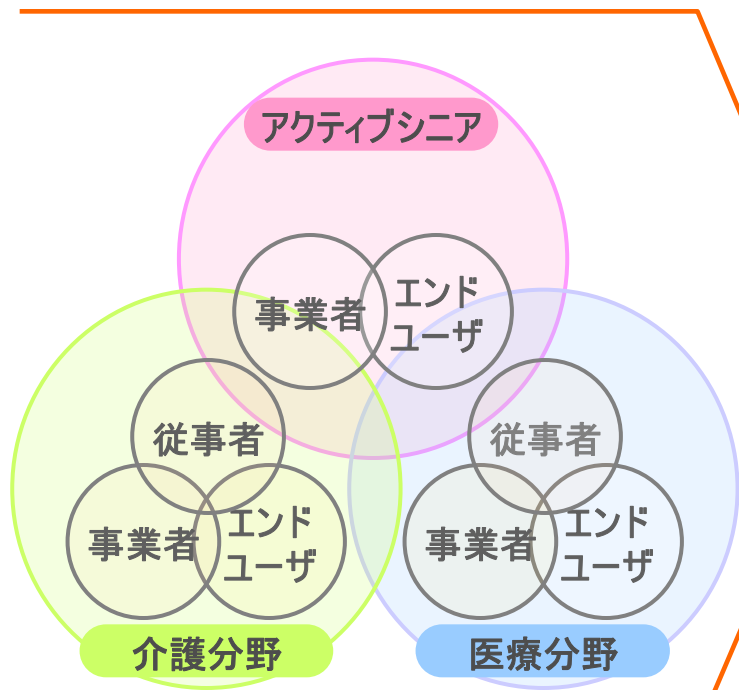 アクティブシニア
事業者
エンド
ユーザ
従事者
事業者
エンド
ユーザ
従事者
事業者
エンド
ユーザ
介護分野
医療分野